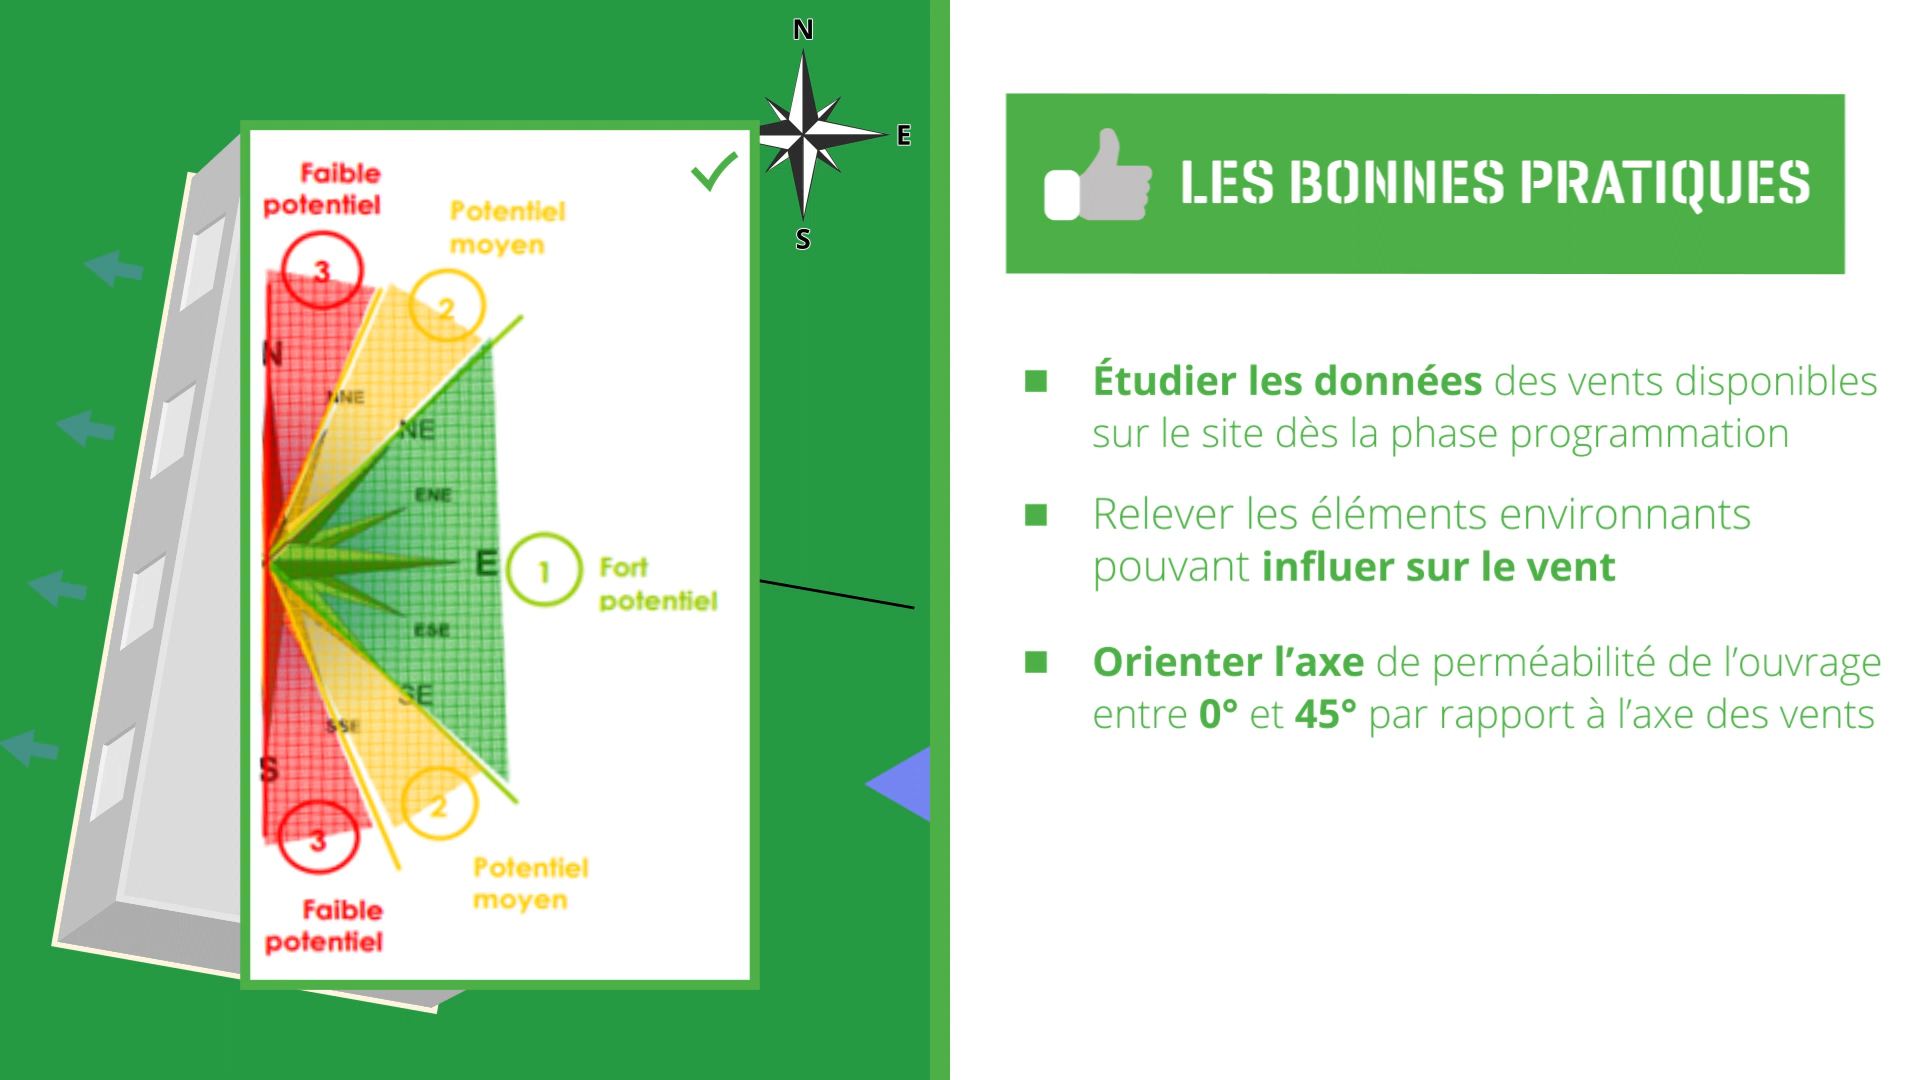 N
E
S
Faible
potentiel
3
Potentiel
moyen
2
N
NNE
NE
ENE
E
1
Fort
potentiel
ESE
SE
SSE
S
2
3
Potentiel
moyen
Faible
potentiel
LES BONNES PRATIQUES
Étudier les données des vents disponibles
sur le site dès la phase programmation
Relever les éléments environnants
pouvant influer sur le vent
Orienter l’axe de perméabilité de l’ouvrage
entre 0° et 45° par rapport à l’axe des vents